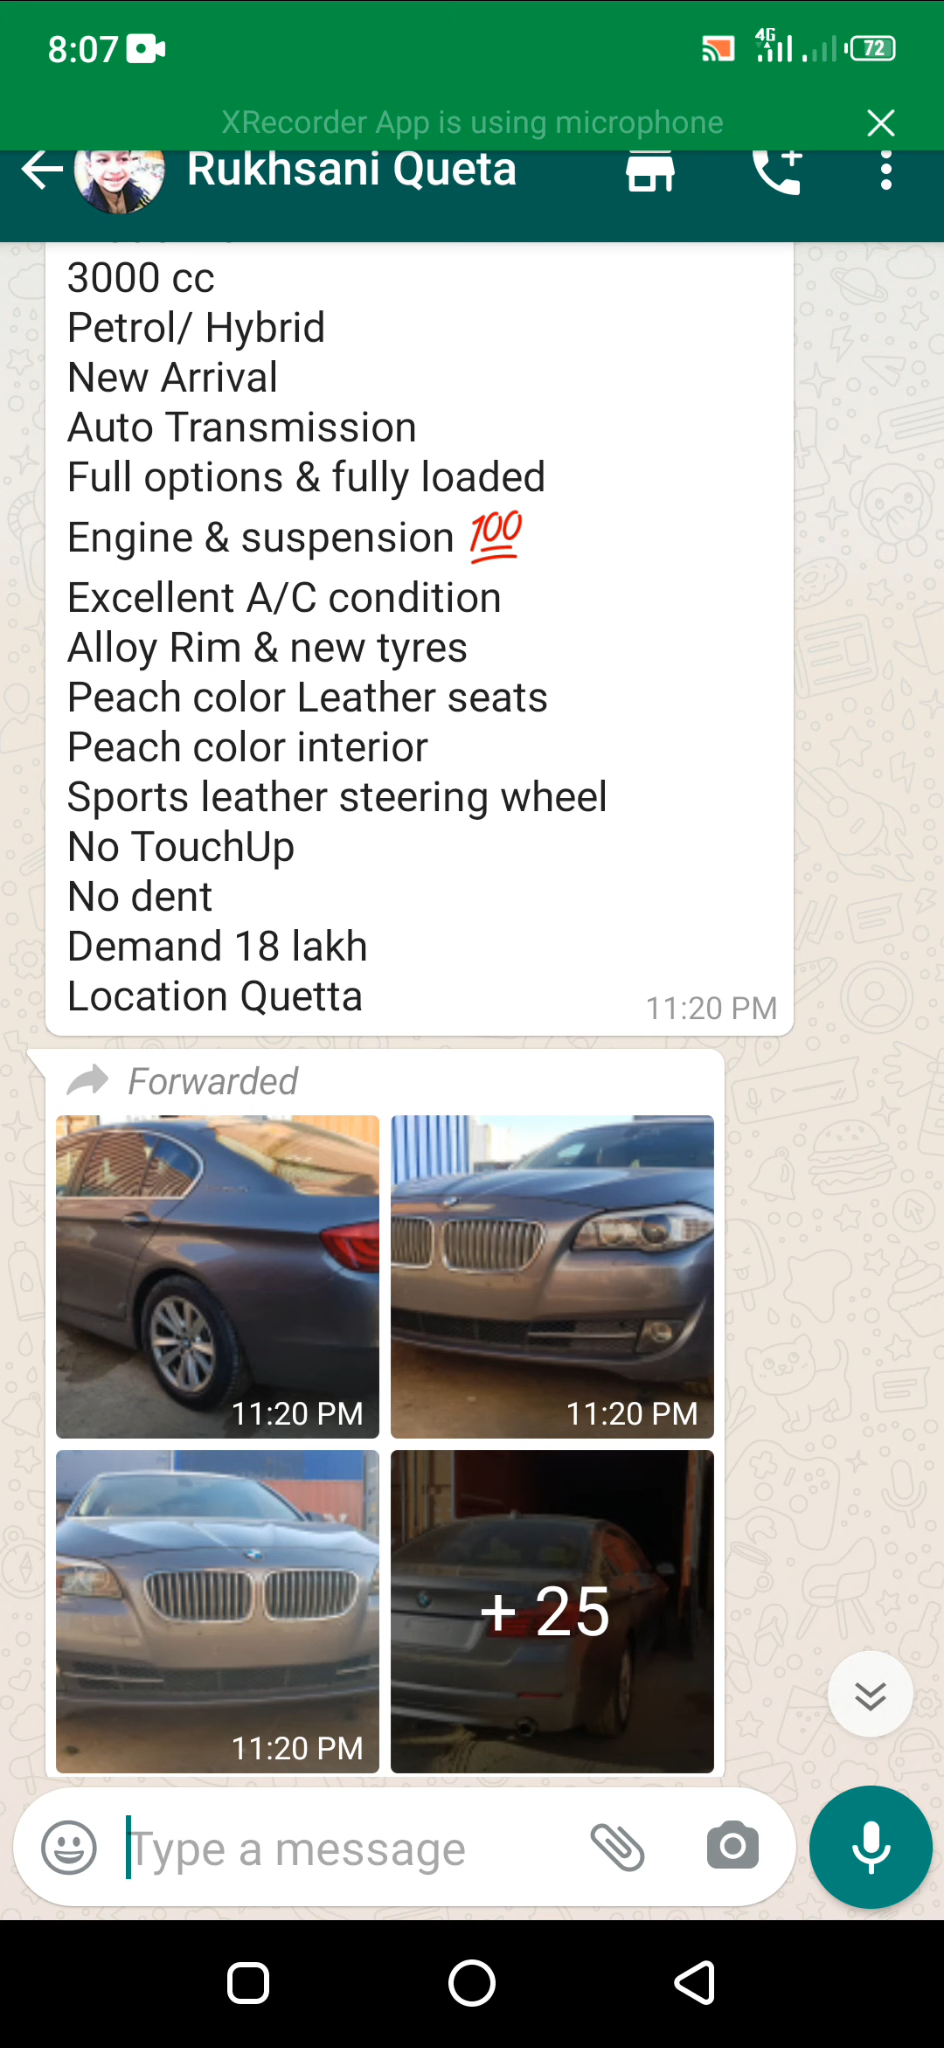 8:07
4G
72
XRecorder App is using microphone
Rukhsani Queta
3000 cc
Petrol/ Hybrid
New Arrival
Auto Transmission
Full options & fully loaded
Engine & suspension 💯
Excellent A/C condition
Alloy Rim & new tyres
Peach color Leather seats
Peach color interior
Sports leather steering wheel
No TouchUp
No dent
Demand 18 lakh
Location Quetta
11:20 PM
Forwarded
11:20 PM
11:20 PM
11:20 PM
+ 25
Type a message